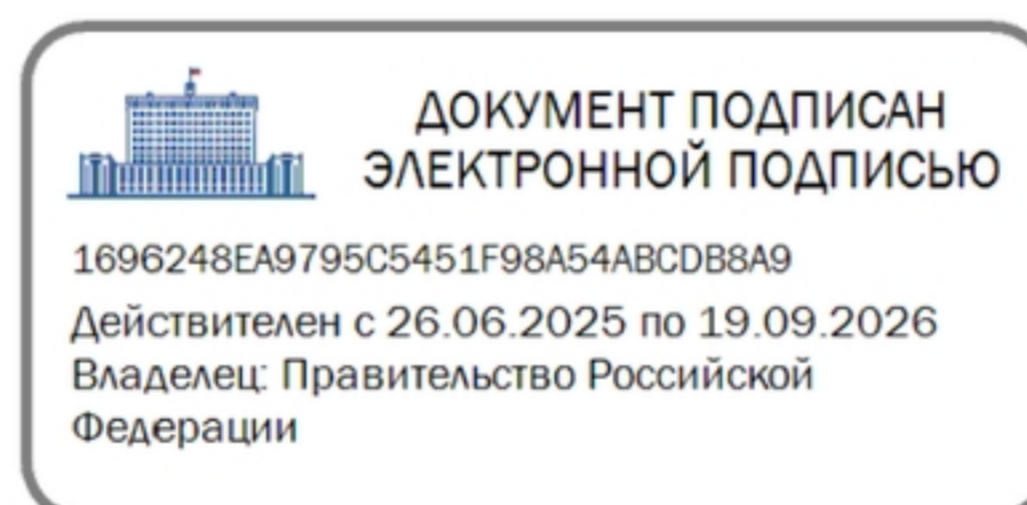 ДОКУМЕНТ ПОДПИСАН
ЭЛЕКТРОННОЙ ПОДПИСЬЮ
1696248EA9795C5451F98A54ABCDB8A9
Действителен с 26.06.2025 по 19.09.2026
Владелец: Правительство Российской
Федерации